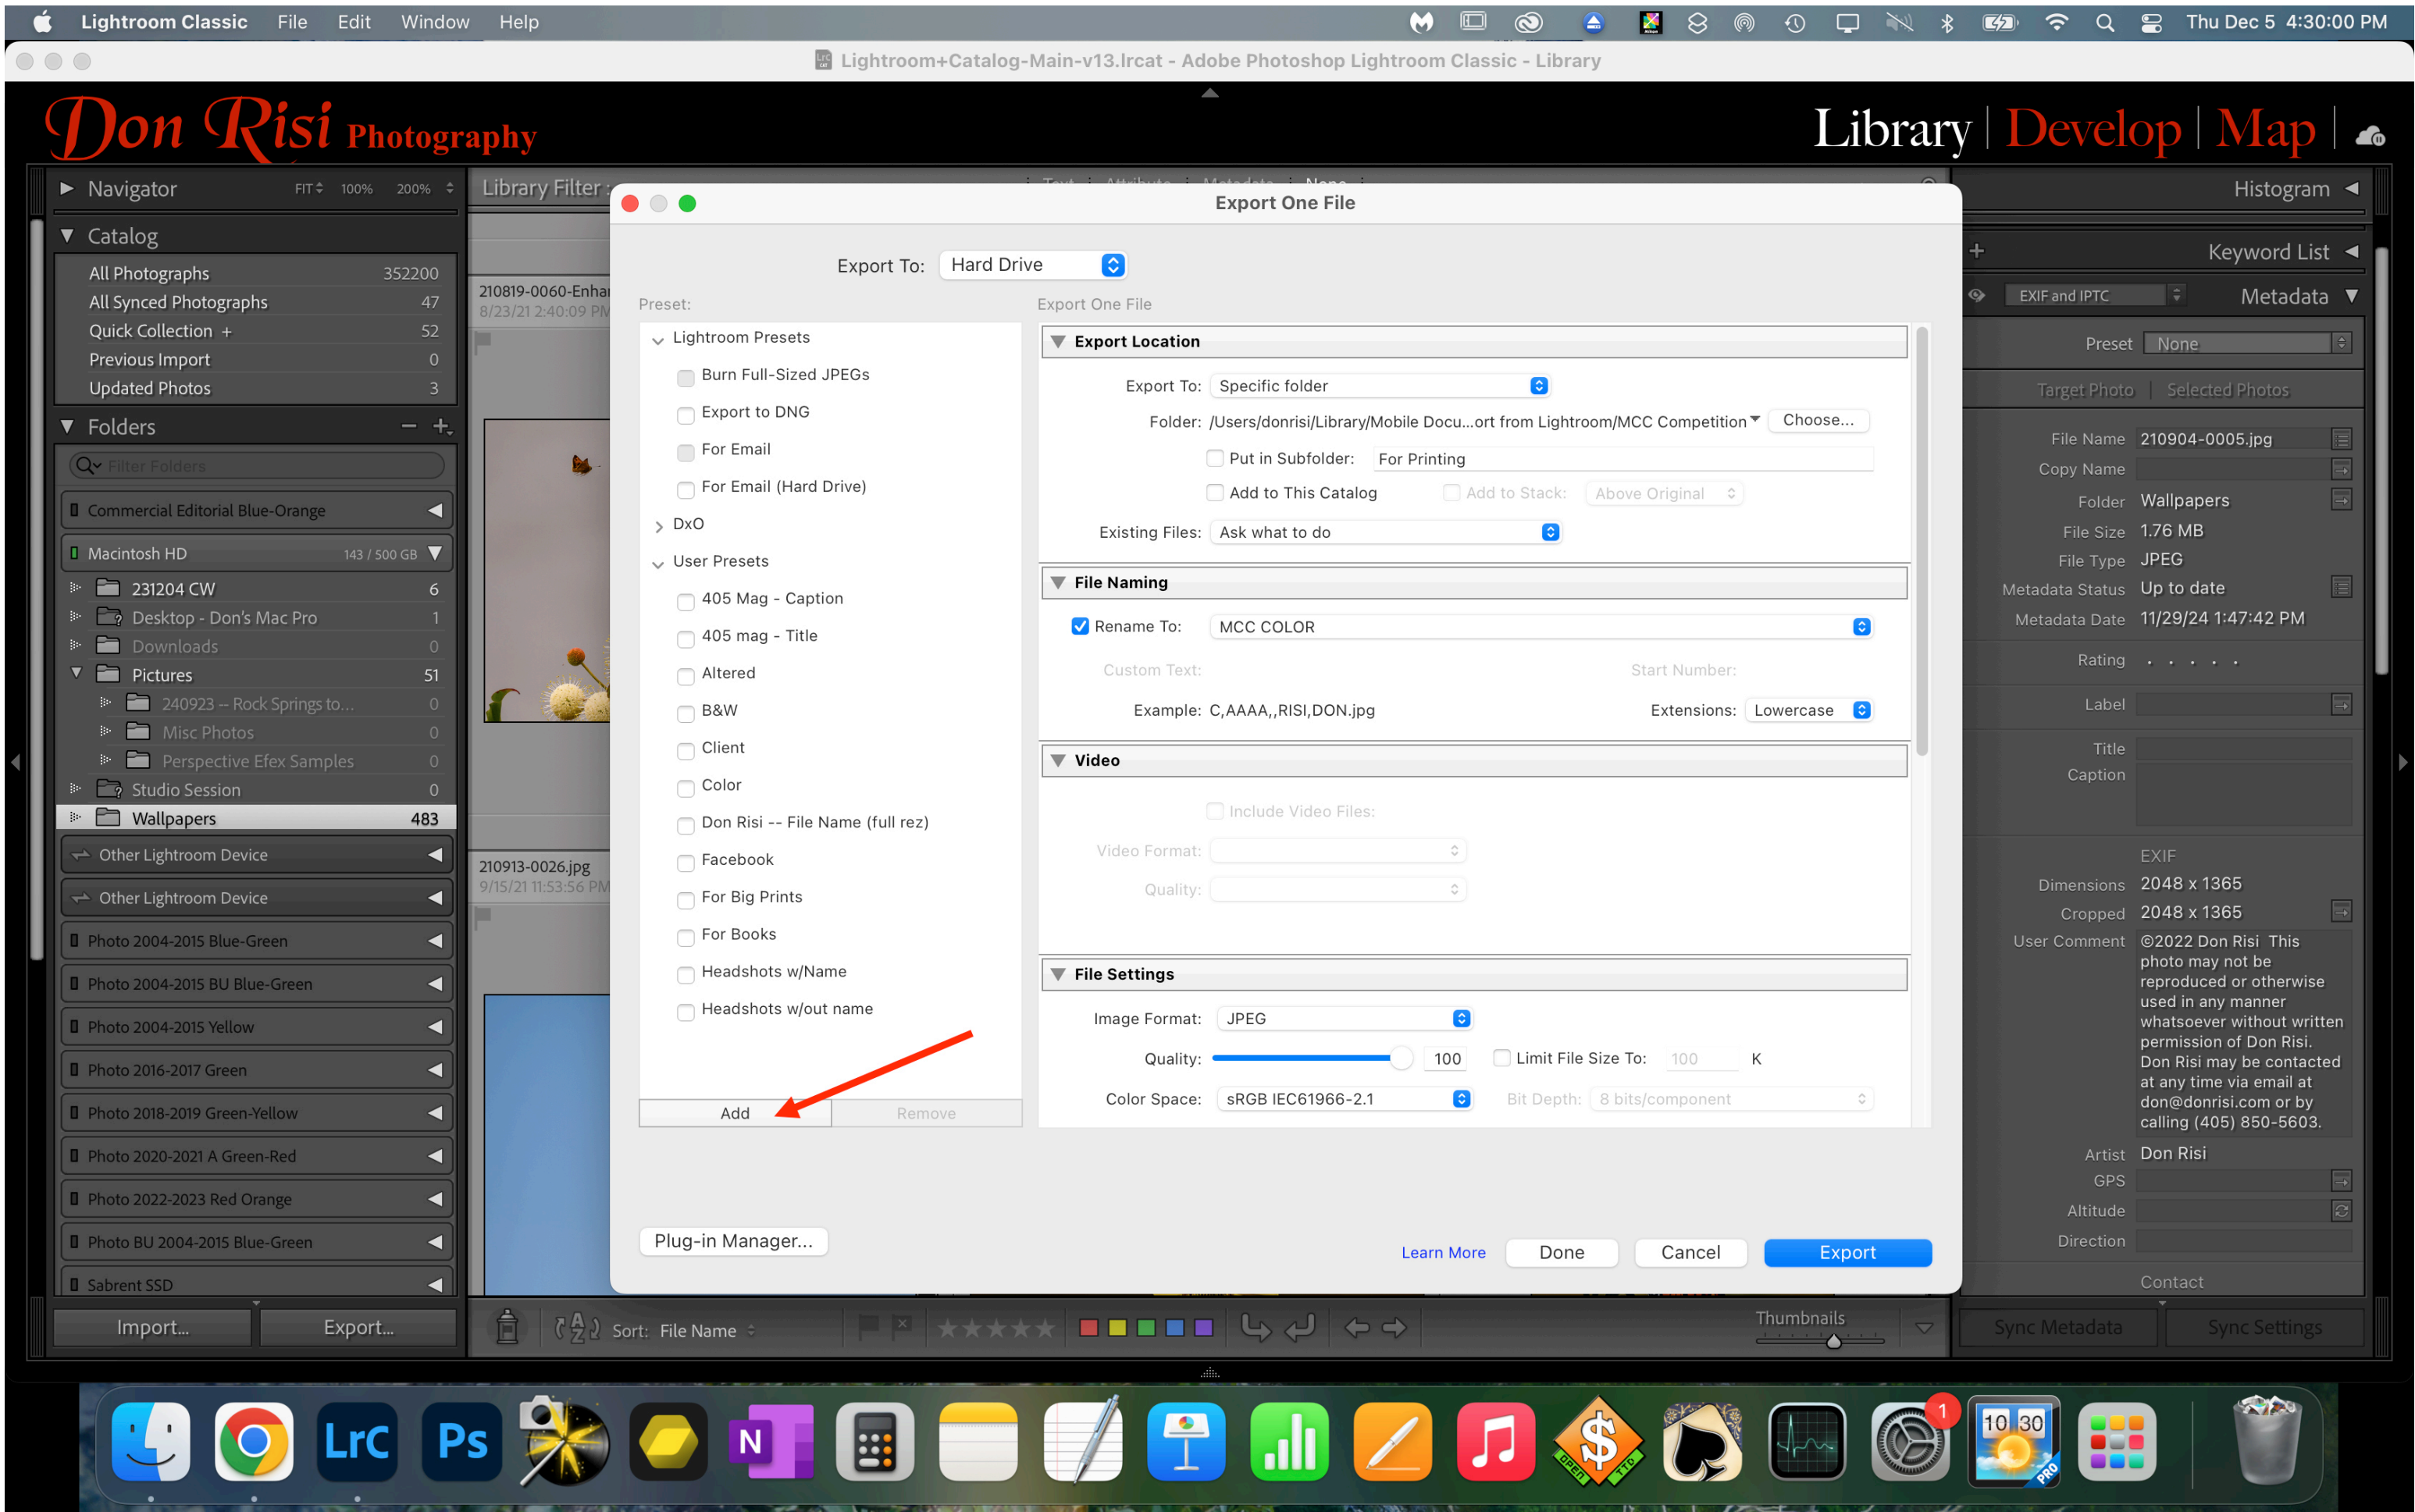 Lightroom Classic File Edit Window Help Thu Dec 5 4:30:00 PM
Lightroom+Catalog-Main-v13.lrcat - Adobe Photoshop Lightroom Classic - Library
Don Risi Photography
Library | Develop | Map
Navigator FIT 100% 200%
Catalog
All Photographs 352200
All Synced Photographs 47
Quick Collection + 52
Previous Import 0
Updated Photos 3
Folders
Filter Folders
Commercial Editorial Blue-Orange
Macintosh HD 143 / 500 GB
231204 CW 6
Desktop - Don's Mac Pro 1
Downloads 0
Pictures 51
240923 -- Rock Springs to... 0
Misc Photos 0
Perspective Efex Samples 0
Studio Session 0
Wallpapers 483
Other Lightroom Device
Other Lightroom Device
Photo 2004-2015 Blue-Green
Photo 2004-2015 BU Blue-Green
Photo 2004-2015 Yellow
Photo 2016-2017 Green
Photo 2018-2019 Green-Yellow
Photo 2020-2021 A Green-Red
Photo 2022-2023 Red Orange
Photo BU 2004-2015 Blue-Green
Sabrent SSD
Import... Export...
Library Filter : Text Attribute Metadata None
210819-0060-Enha
8/23/21 2:40:09 PM
210913-0026.jpg
9/15/21 11:53:56 PM
Export One File
Export To: Hard Drive
Preset:
Lightroom Presets
Burn Full-Sized JPEGs
Export to DNG
For Email
For Email (Hard Drive)
DxO
User Presets
405 Mag - Caption
405 mag - Title
Altered
B&W
Client
Color
Don Risi -- File Name (full rez)
Facebook
For Big Prints
For Books
Headshots w/Name
Headshots w/out name
Add Remove
Plug-in Manager...
Export One File
Export Location
Export To: Specific folder
Folder: /Users/donrisi/Library/Mobile Docu...ort from Lightroom/MCC Competition Choose...
Put in Subfolder: For Printing
Add to This Catalog Add to Stack: Above Original
Existing Files: Ask what to do
File Naming
Rename To: MCC COLOR
Custom Text: Start Number:
Example: C,AAAA,,RISI,DON.jpg Extensions: Lowercase
Video
Include Video Files:
Video Format:
Quality:
File Settings
Image Format: JPEG
Quality: 100 Limit File Size To: 100 K
Color Space: sRGB IEC61966-2.1 Bit Depth: 8 bits/component
Learn More Done Cancel Export
Sort: File Name
Thumbnails
Histogram
Keyword List
EXIF and IPTC Metadata
Preset None
Target Photo | Selected Photos
File Name 210904-0005.jpg
Copy Name
Folder Wallpapers
File Size 1.76 MB
File Type JPEG
Metadata Status Up to date
Metadata Date 11/29/24 1:47:42 PM
Rating
Label
Title
Caption
EXIF
Dimensions 2048 x 1365
Cropped 2048 x 1365
User Comment ©2022 Don Risi This
photo may not be
reproduced or otherwise
used in any manner
whatsoever without written
permission of Don Risi.
Don Risi may be contacted
at any time via email at
don@donrisi.com or by
calling (405) 850-5603.
Artist Don Risi
GPS
Altitude
Direction
Contact
Sync Metadata Sync Settings
LrC Ps N OPEN TTD 1 10 30 PRO